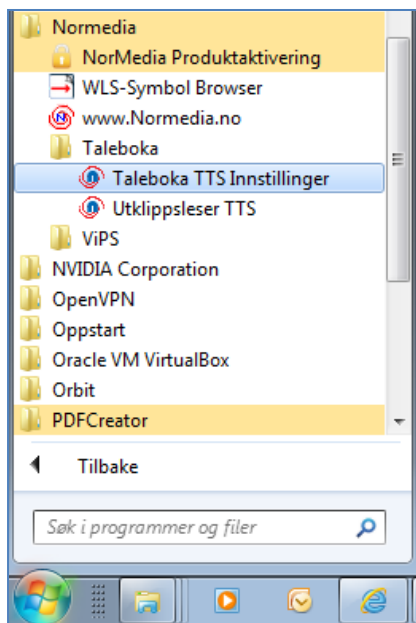 Normedia
NorMedia Produktaktivering
WLS-Symbol Browser
www.Normedia.no
Taleboka
Taleboka TTS Innstillinger
Utklippsleser TTS
ViPS
NVIDIA Corporation
OpenVPN
Oppstart
Oracle VM VirtualBox
Orbit
PDFCreator
Tilbake
Søk i programmer og filer